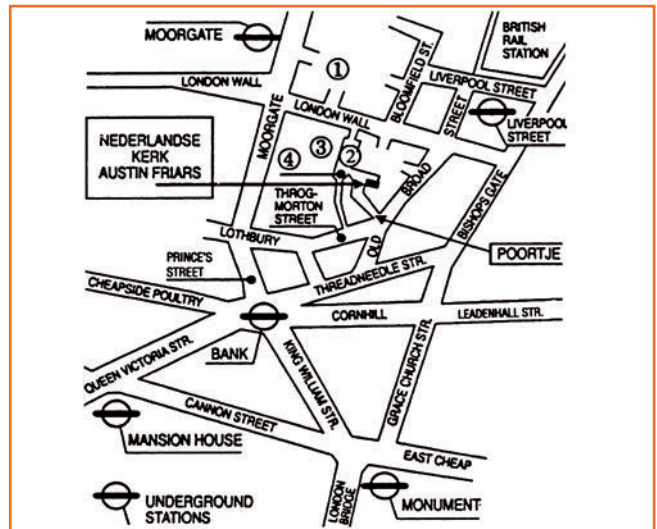 MOORGATE
BRITISH
RAIL
STATION
①
BLOOMFIELD ST.
LIVERPOOL STREET
LONDON WALL
LONDON WALL
STREET
LIVERPOOL
STREET
MOORGATE
NEDERLANDSE
KERK
AUSTIN FRIARS
④
③
②
THROG-
MORTON
STREET
BROAD
OLD
BISHOP'S GATE
LOTHBURY
POORTJE
PRINCE'S
STREET
THREADNEEDLE STR.
CHEAPSIDE POULTRY
CORNHILL
LEADENHALL STR.
BANK
QUEEN VICTORIA STR.
KING WILLIAM STR.
GRACE CHURCH STR.
CANNON STREET
MANSION HOUSE
EAST CHEAP
UNDERGROUND
STATIONS
LONDON
BRIDGE
MONUMENT